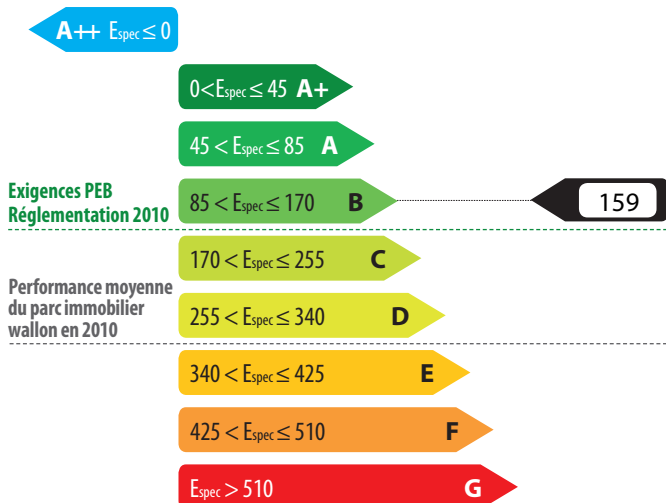 A++ Espec ≤ 0
0 < Espec ≤ 45 A+
45 < Espec ≤ 85 A
Exigences PEB
Réglementation 2010
85 < Espec ≤ 170 B
159
170 < Espec ≤ 255 C
Performance moyenne
du parc immobilier
wallon en 2010
255 < Espec ≤ 340 D
340 < Espec ≤ 425 E
425 < Espec ≤ 510 F
Espec > 510 G